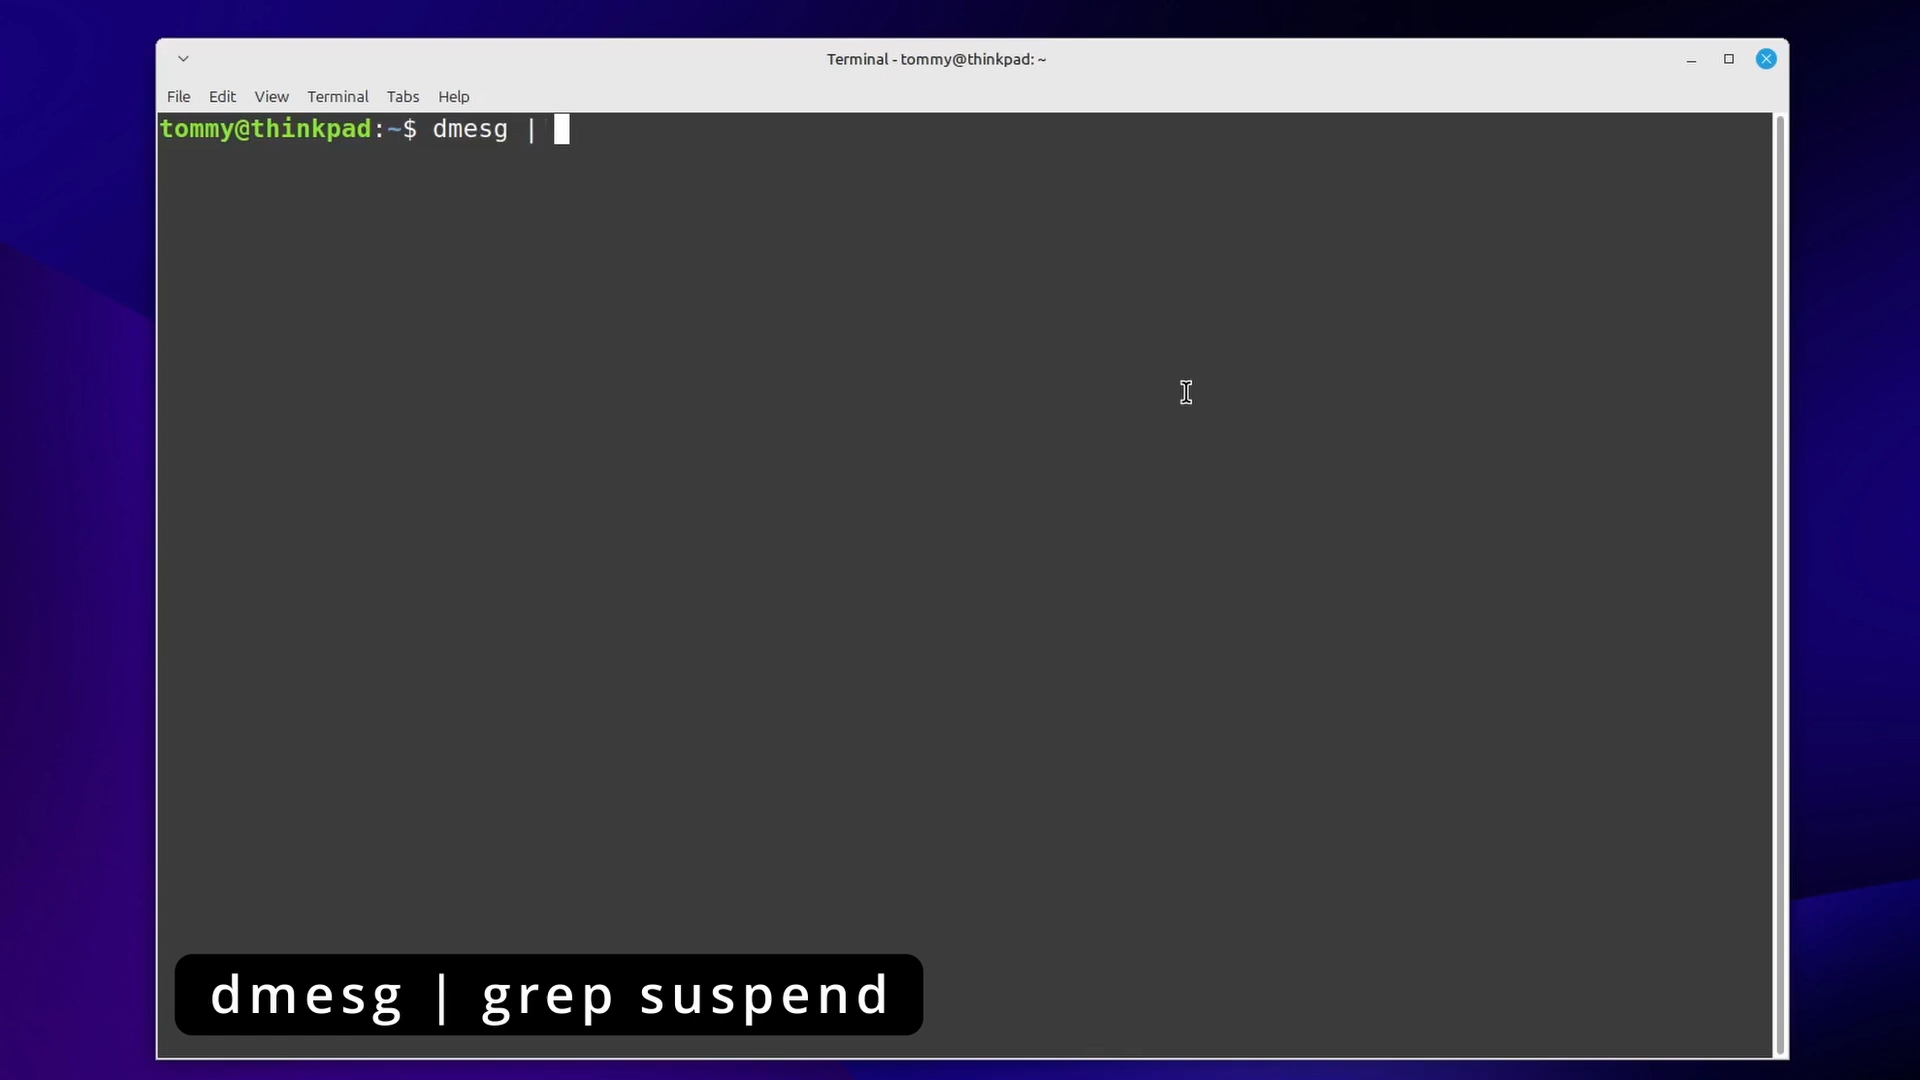 Terminal - tommy@thinkpad: ~
File Edit View Terminal Tabs Help
tommy@thinkpad:~$ dmesg |
dmesg | grep suspend